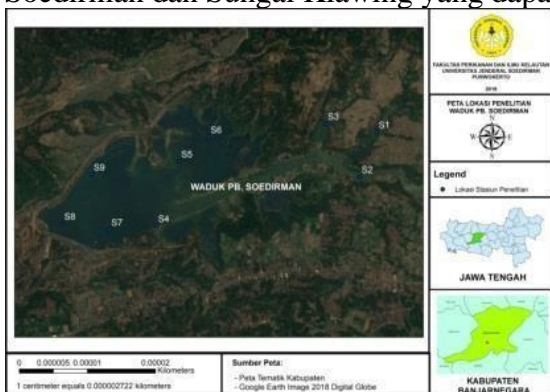 Soedirman dan Sungai Klawing yang dapa
FAKULTAS PERIKANAN DAN ILMU KELAUTAN
UNIVERSITAS JENDERAL SOEDIRMAN
PURWOKERTO
2018
PETA LOKASI PENELITIAN
WADUK PB. SOEDIRMAN
N
W E
S
Legend
Lokasi Stasiun Penelitian
S3
S1
S6
S5
S2
S9
WADUK PB. SOEDIRMAN
S8
S7
S4
JAWA TENGAH
KABUPATEN
BANJARNEGARA
0 0.000005 0.00001 0.00002
Kilometers
1 centimeter equals 0.000002722 kilometers
Sumber Peta:
- Peta Tematik Kabupaten
- Google Earth Image 2018 Digital Globe